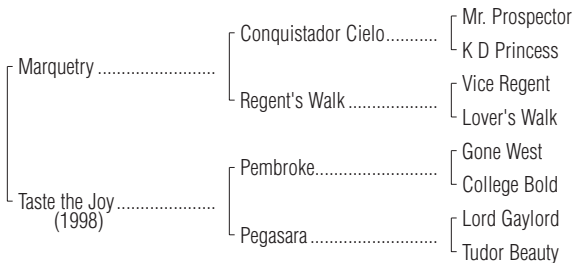 Mr. Prospector
Conquistador Cielo...........
K D Princess
Marquetry ........................
Vice Regent
Regent's Walk ..................
Lover's Walk
Gone West
Pembroke.........................
College Bold
Taste the Joy....................
(1998)
Lord Gaylord
Pegasara..........................
Tudor Beauty